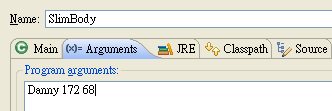 Name: SlimBody
Main (x)= Arguments JRE Classpath Source
Program arguments:
Danny 172 68